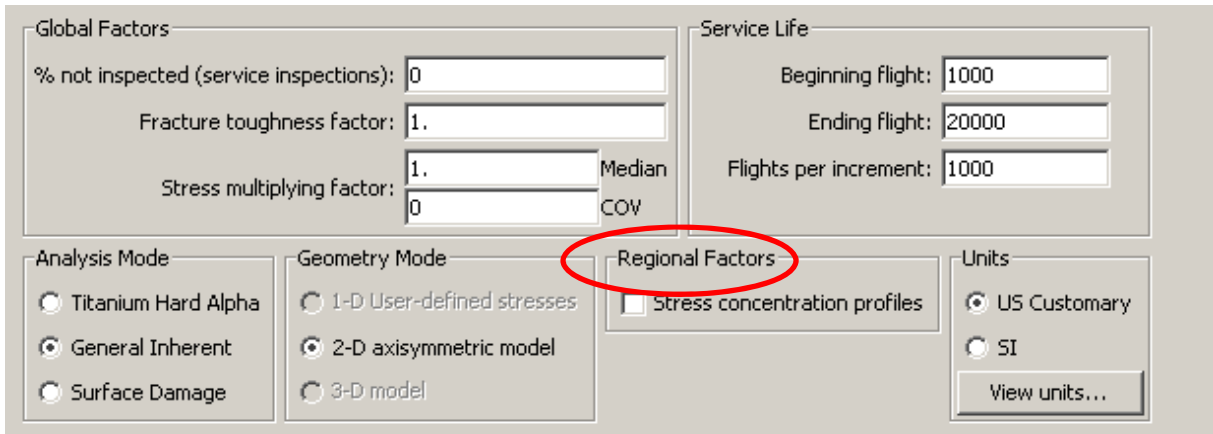 Global Factors
% not inspected (service inspections): 0
Fracture toughness factor: 1.
Stress multiplying factor:
1. Median
0 COV
Service Life
Beginning flight: 1000
Ending flight: 20000
Flights per increment: 1000
Analysis Mode
Titanium Hard Alpha
General Inherent
Surface Damage
Geometry Mode
1-D User-defined stresses
2-D axisymmetric model
3-D model
Regional Factors
Stress concentration profiles
Units
US Customary
SI
View units...